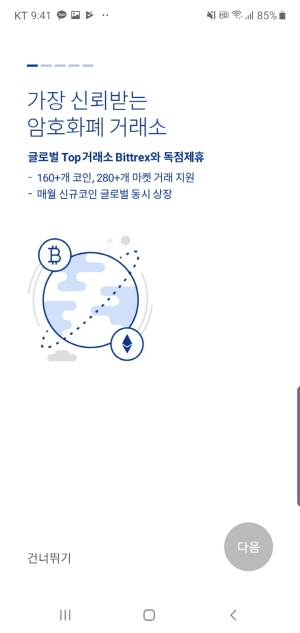 KT 9:41
85%
가장 신뢰받는
암호화폐 거래소
글로벌 Top거래소 Bittrex와 독점제휴
- 160+개 코인, 280+개 마켓 거래 지원
- 매월 신규코인 글로벌 동시 상장
건너뛰기
다음